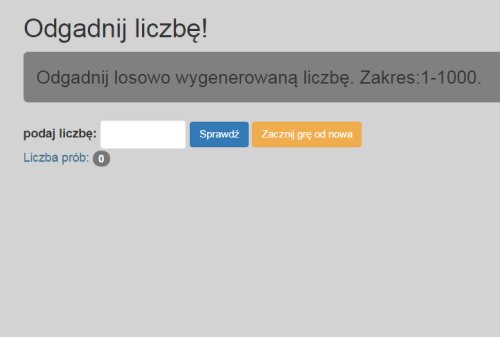 Odgadnij liczbę!
Odgadnij losowo wygenerowaną liczbę. Zakres:1-1000.
podaj liczbę: Sprawdź Zacznij grę od nowa
Liczba prób: 0